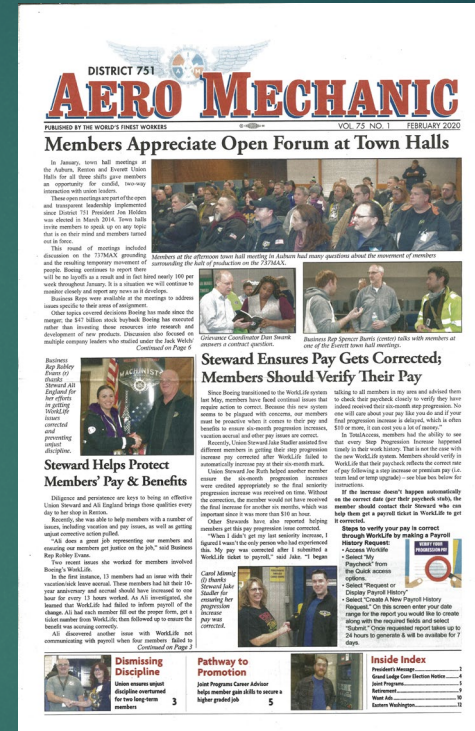 DISTRICT 751
AERO MECHANIC
PUBLISHED BY THE WORLD'S FINEST WORKERS
VOL. 75 NO. 1 FEBRUARY 2020
Members Appreciate Open Forum at Town Halls
In January, town hall meetings at
the Auburn, Renton and Everett Union
Halls for all three shifts gave members
an opportunity for candid, two-way
interaction with union leaders.
These open meetings are part of the open
and transparent leadership implemented
since District 751 President Jon Holden
was elected in March 2014. Town halls
invite members to speak up on any topic
that is on their mind and members turned
out in force.
This round of meetings included
discussion on the 737MAX grounding
and the resulting temporary movement of
people. Boeing continues to report there
will be no layoffs as a result and in fact hired nearly 100 per
week throughout January. It is a situation we will continue to
monitor closely and report any news as it develops.
Business Reps were available at the meetings to address
issues specific to their areas of assignment.
Other topics covered decisions Boeing has made since the
merger; the $47 billion stock buyback Boeing has executed
rather than investing those resources into research and
development of new products. Discussion also focused on
multiple company leaders who studied under the Jack Welch'
Continued on Page 6
Members at the afternoon town hall meeting in Auburn had many questions about the movement of members
surrounding the halt of production on the 737MAX.
Grievance Coordinator Dan Swank
answers a contract question.
Business Rep Spencer Burris (center) talks with members at
one of the Everett town hall meetings.
Business
Rep Robley
Evans (r)
thanks
Steward Ali
England for
her efforts
in getting
WorkLife
issues
corrected
and
preventing
unjust
discipline.
Steward Helps Protect
Members' Pay & Benefits
Diligence and persistence are keys to being an effective
Union Steward and Ali England brings those qualities every
day to her shop in Renton.
Recently, she was able to help members with a number of
issues, including vacation and pay issues, as well as getting
unjust corrective action pulled.
"Ali does a great job representing our members and
ensuring our members get justice on the job," said Business
Rep Robley Evans.
Two recent issues she worked for members involved
Boeing's WorkLife.
In the first instance, 13 members had an issue with their
vacation/sick leave accrual. These members had hit their 10-
year anniversary and accrual should have increased to one
hour for every 13 hours worked. As Ali investigated, she
learned that WorkLife had failed to inform payroll of the
change. Ali had each member fill out the proper form, get a
ticket number from WorkLife; then followed up to ensure the
benefit was accruing correctly.
Ali discovered another issue with WorkLife not
communicating with payroll when four members failed to
Continued on Page 3
Steward Ensures Pay Gets Corrected;
Members Should Verify Their Pay
Since Boeing transitioned to the WorkLife system
last May, members have faced continual issues that
require action to correct. Because this new system
seems to be plagued with concerns, our members
must be proactive when it comes to their pay and
benefits to ensure six-month progression increases,
vacation accrual and other pay issues are correct.
Recently, Union Steward Jake Stadler assisted five
different members in getting their step progression
increase pay corrected after WorkLife failed to
automatically increase pay at their six-month mark.
Union Steward Joe Ruth helped another member
ensure the six-month progression increases
were credited appropriately so the final seniority
progression increase was received on time. Without
the correction, the member would not have received
the final increase for another six months, which was
important since it was more than $10 an hour.
Other Stewards have also reported helping
members get this pay progression issue corrected.
"When I didn't get my last seniority increase, I
figured I wasn't the only person who had experienced
this. My pay was corrected after I submitted a
WorkLife ticket to payroll," said Jake. "I began
talking to all members in my area and advised them
to check their paycheck closely to verify they have
indeed received their six-month step progression. No
one will care about your pay like you do and if your
final progression increase is delayed, which is often
$10 or more, it can cost you a lot of money."
In TotalAccess, members had the ability to see
that every Step Progression Increase happened
timely in their work history. That is not the case with
the new WorkLife system. Members should verify in
WorkLife that their paycheck reflects the correct rate
of pay following a step increase or premium pay (i.e.
team lead or temp upgrade) – see blue box below for
instructions.
If the increase doesn't happen automatically
on the correct date (per their paycheck stub), the
member should contact their Steward who can
help them get a payroll ticket in WorkLife to get
it corrected.
Steps to verify your pay is correct
through WorkLife by making a Payroll
History Request:
• Access Worklife
• Select "My
Paycheck" from
the Quick access
options.
• Select "Request or
Display Payroll History"
• Select "Create A New Payroll History
Request." On this screen enter your date
range for the report you would like to create
along with the required fields and select
"Submit." Once requested report takes up to
24 hours to generate & will be available for 7
days.
VERIFY YOUR
PROGRESSION PAY
Carol Minnig
(l) thanks
Steward Jake
Stadler for
ensuring her
progression
increase
pay was
corrected.
Dismissing
Discipline
Union ensures unjust
discipline overturned
for two long-term
members 3
Pathway to
Promotion
Joint Programs Career Advisor
helps member gain skills to secure a
higher graded job 5
Inside Index
President's Message 2
Grand Lodge Conv Election Notice 4
Joint Programs 5
Retirement 9
Want Ads 10
Eastern Washington 12